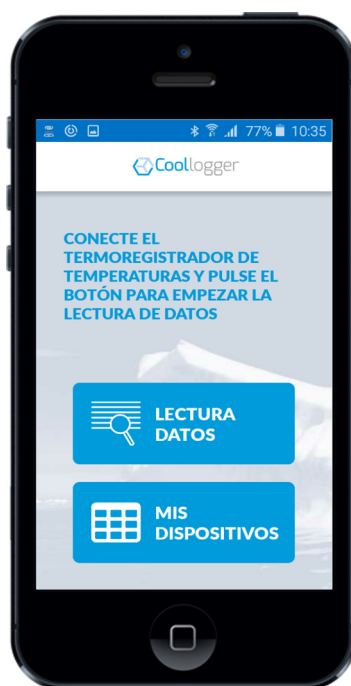 77% 10:35
Coollogger
CONECTE EL
TERMOREGISTRADOR DE
TEMPERATURAS Y PULSE EL
BOTÓN PARA EMPEZAR LA
LECTURA DE DATOS
LECTURA
DATOS
MIS
DISPOSITIVOS